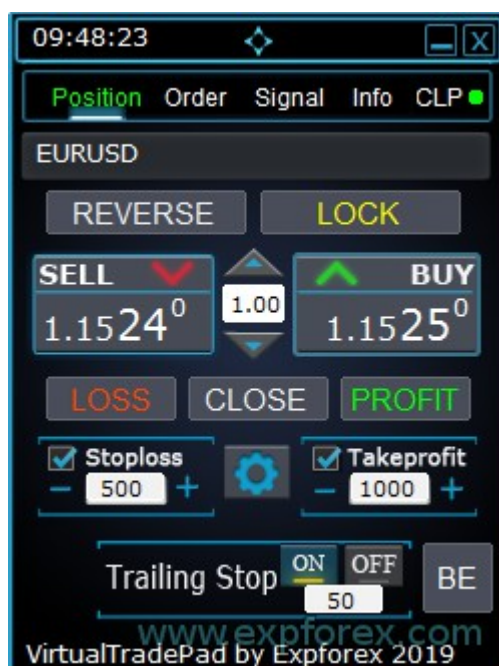 09:48:23 X
Position Order Signal Info CLP
EURUSD
REVERSE LOCK
SELL BUY
1.15240 1.00 1.15250
LOSS CLOSE PROFIT
Stoploss Takeprofit
− 500 + − 1000 +
Trailing Stop ON OFF BE
50
www.expforex.com
VirtualTradePad by Expforex 2019